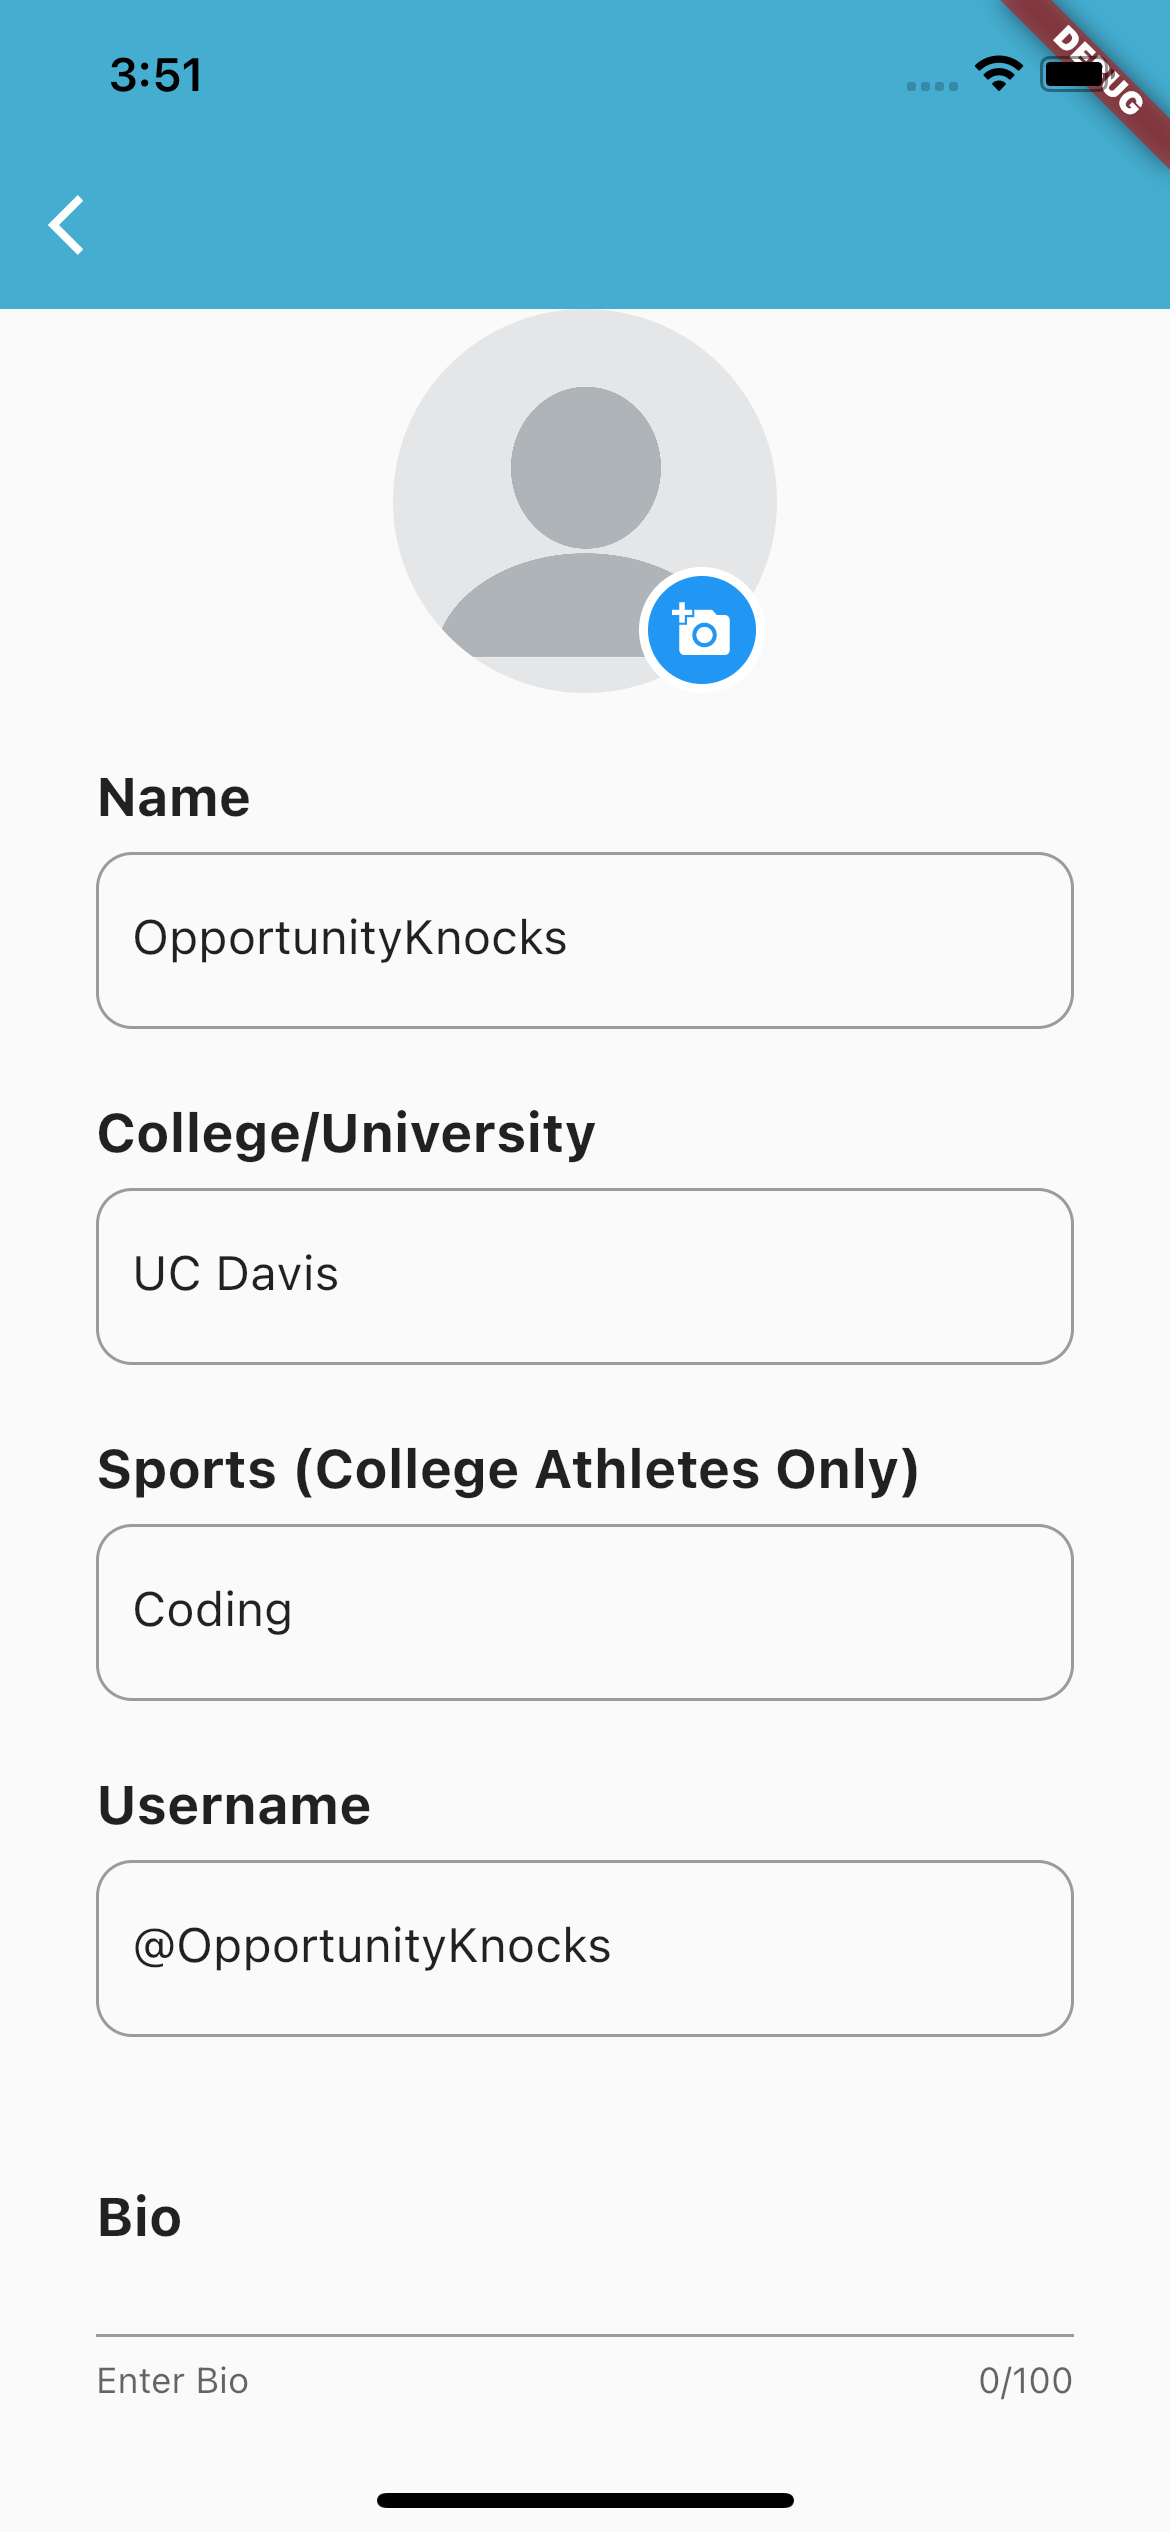 3:51
DEBUG
Name
OpportunityKnocks
College/University
UC Davis
Sports (College Athletes Only)
Coding
Username
@OpportunityKnocks
Bio
Enter Bio
0/100